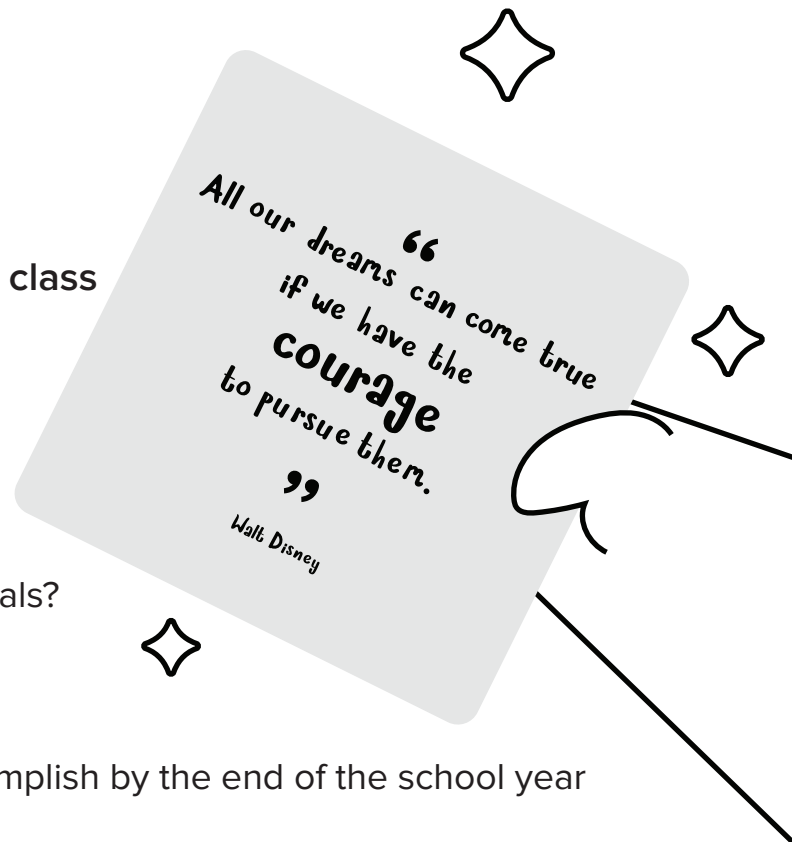 class
“
All our dreams can come true
if we have the
courage
to pursue them.
”
Walt Disney
als?
mplish by the end of the school year